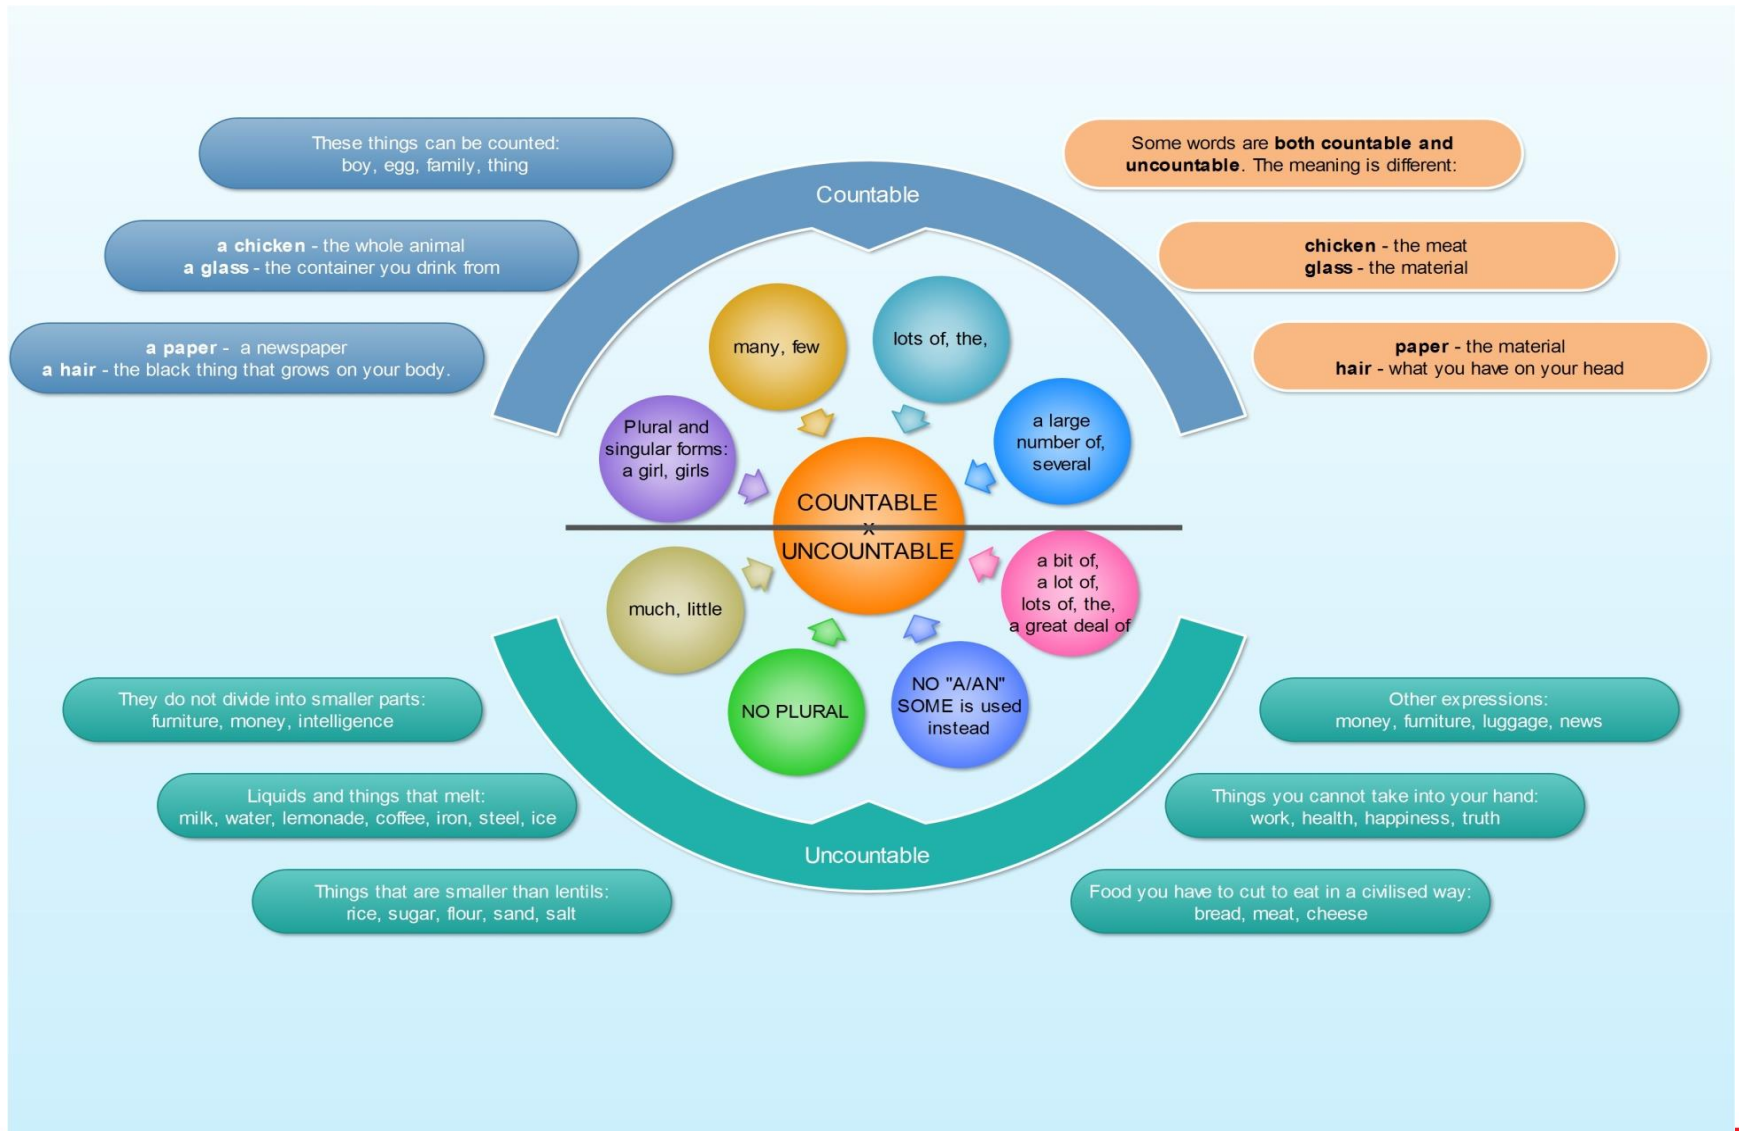 These things can be counted:
boy, egg, family, thing
a chicken - the whole animal
a glass - the container you drink from
a paper - a newspaper
a hair - the black thing that grows on your body.
Some words are both countable and
uncountable. The meaning is different:
chicken - the meat
glass - the material
paper - the material
hair - what you have on your head
Countable
many, few
lots of, the,
Plural and
singular forms:
a girl, girls
a large
number of,
several
COUNTABLE
x
UNCOUNTABLE
much, little
a bit of,
a lot of,
lots of, the,
a great deal of
NO PLURAL
NO "A/AN"
SOME is used
instead
Uncountable
They do not divide into smaller parts:
furniture, money, intelligence
Liquids and things that melt:
milk, water, lemonade, coffee, iron, steel, ice
Things that are smaller than lentils:
rice, sugar, flour, sand, salt
Other expressions:
money, furniture, luggage, news
Things you cannot take into your hand:
work, health, happiness, truth
Food you have to cut to eat in a civilised way:
bread, meat, cheese